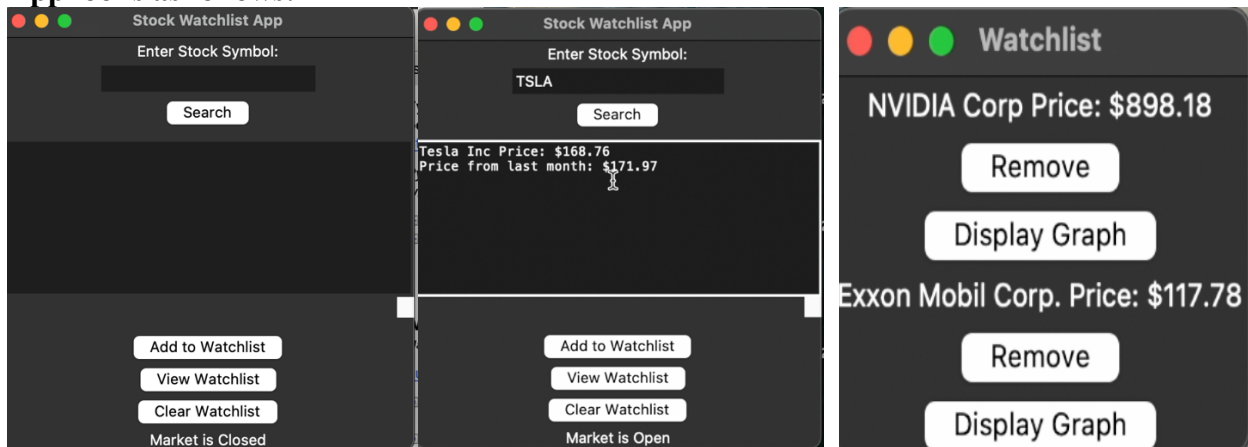 Stock Watchlist App
Enter Stock Symbol:
Search
Add to Watchlist
View Watchlist
Clear Watchlist
Market is Closed
Stock Watchlist App
Enter Stock Symbol:
TSLA
Search
Tesla Inc Price: $168.76
Price from last month: $171.97
Add to Watchlist
View Watchlist
Clear Watchlist
Market is Open
Watchlist
NVIDIA Corp Price: $898.18
Remove
Display Graph
Exxon Mobil Corp. Price: $117.78
Remove
Display Graph